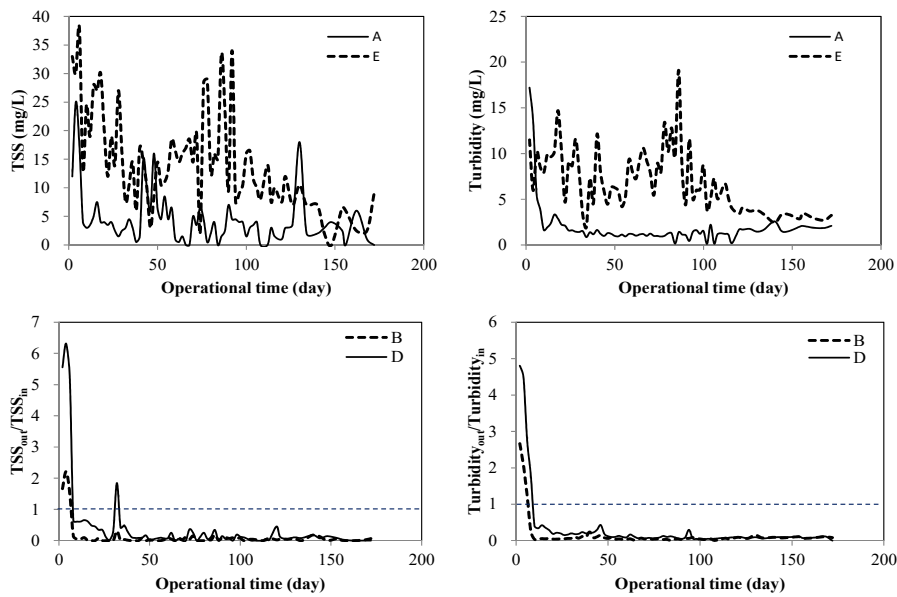 40
35
30
25
20
15
10
5
0
TSS (mg/L)
A
E
0 50 100 150 200
Operational time (day)
25
20
15
10
5
0
Turbidity (mg/L)
A
E
0 50 100 150 200
Operational time (day)
7
6
5
4
3
2
1
0
TSSout/TSSin
B
D
0 50 100 150 200
Operational time (day)
6
5
4
3
2
1
0
Turbidityout/Turbidityin
B
D
0 50 100 150 200
Operational time (day)